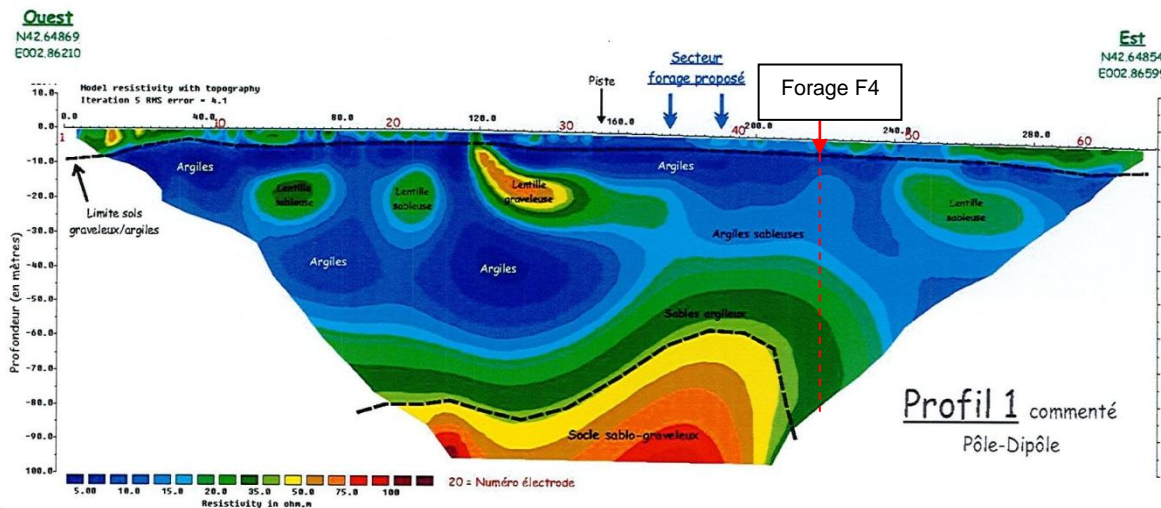 Ouest
N42.64869
E002.86210
Est
N42.64854
E002.86599
Secteur
forage proposé
Piste
Forage F4
Model resistivity with topography
Iteration 5 RMS error = 4.1
10.0
0.0
-10.0
-20.0
-30.0
-40.0
-50.0
-60.0
-70.0
-80.0
-90.0
100.0
Profondeur (en mètres)
0.0 40.0 80.0 120.0 160.0 200.0 240.0 280.0
1 10 20 30 40 50 60
Argiles
Argiles
Lentille
sableuse
Lentille
sableuse
Lentille
graveleuse
Lentille
sableuse
Limite sols
graveleux/argiles
Argiles sableuses
Argiles
Argiles
Sables argileux
Socle sablo-graveleux
Profil 1 commenté
Pôle-Dipôle
5.00 10.0 15.0 20.0 35.0 50.0 75.0 100
Resistivity in ohm.m
20 = Numéro électrode